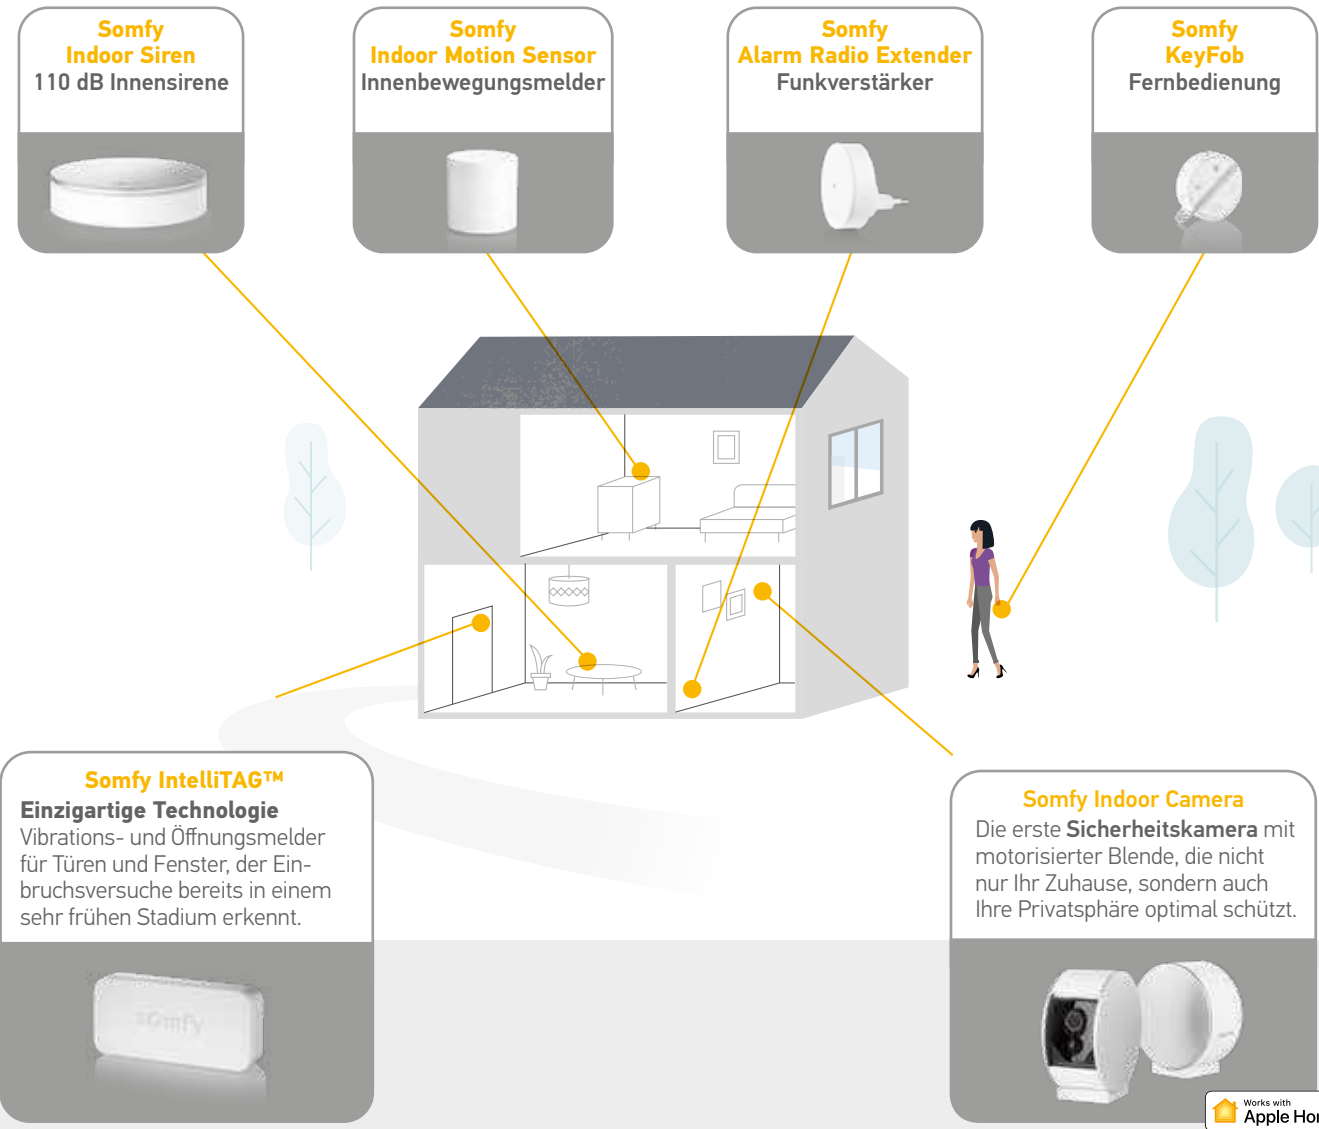 Somfy
Indoor Siren
110 dB Innensirene
Somfy
Indoor Motion Sensor
Innenbewegungsmelder
Somfy
Alarm Radio Extender
Funkverstärker
Somfy
KeyFob
Fernbedienung
Somfy IntelliTAG™
Einzigartige Technologie
Vibrations- und Öffnungsmelder
für Türen und Fenster, der Ein-
bruchsversuche bereits in einem
sehr frühen Stadium erkennt.
somfy
Somfy Indoor Camera
Die erste Sicherheitskamera mit
motorisierter Blende, die nicht
nur Ihr Zuhause, sondern auch
Ihre Privatsphäre optimal schützt.
Works with
Apple Hom